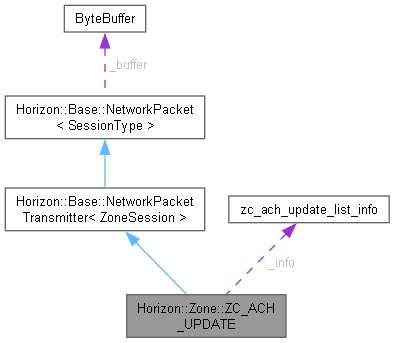 ByteBuffer
_buffer
Horizon::Base::NetworkPacket
< SessionType >
Horizon::Base::NetworkPacket
Transmitter< ZoneSession >
zc_ach_update_list_info
_info
Horizon::Zone::ZC_ACH
_UPDATE